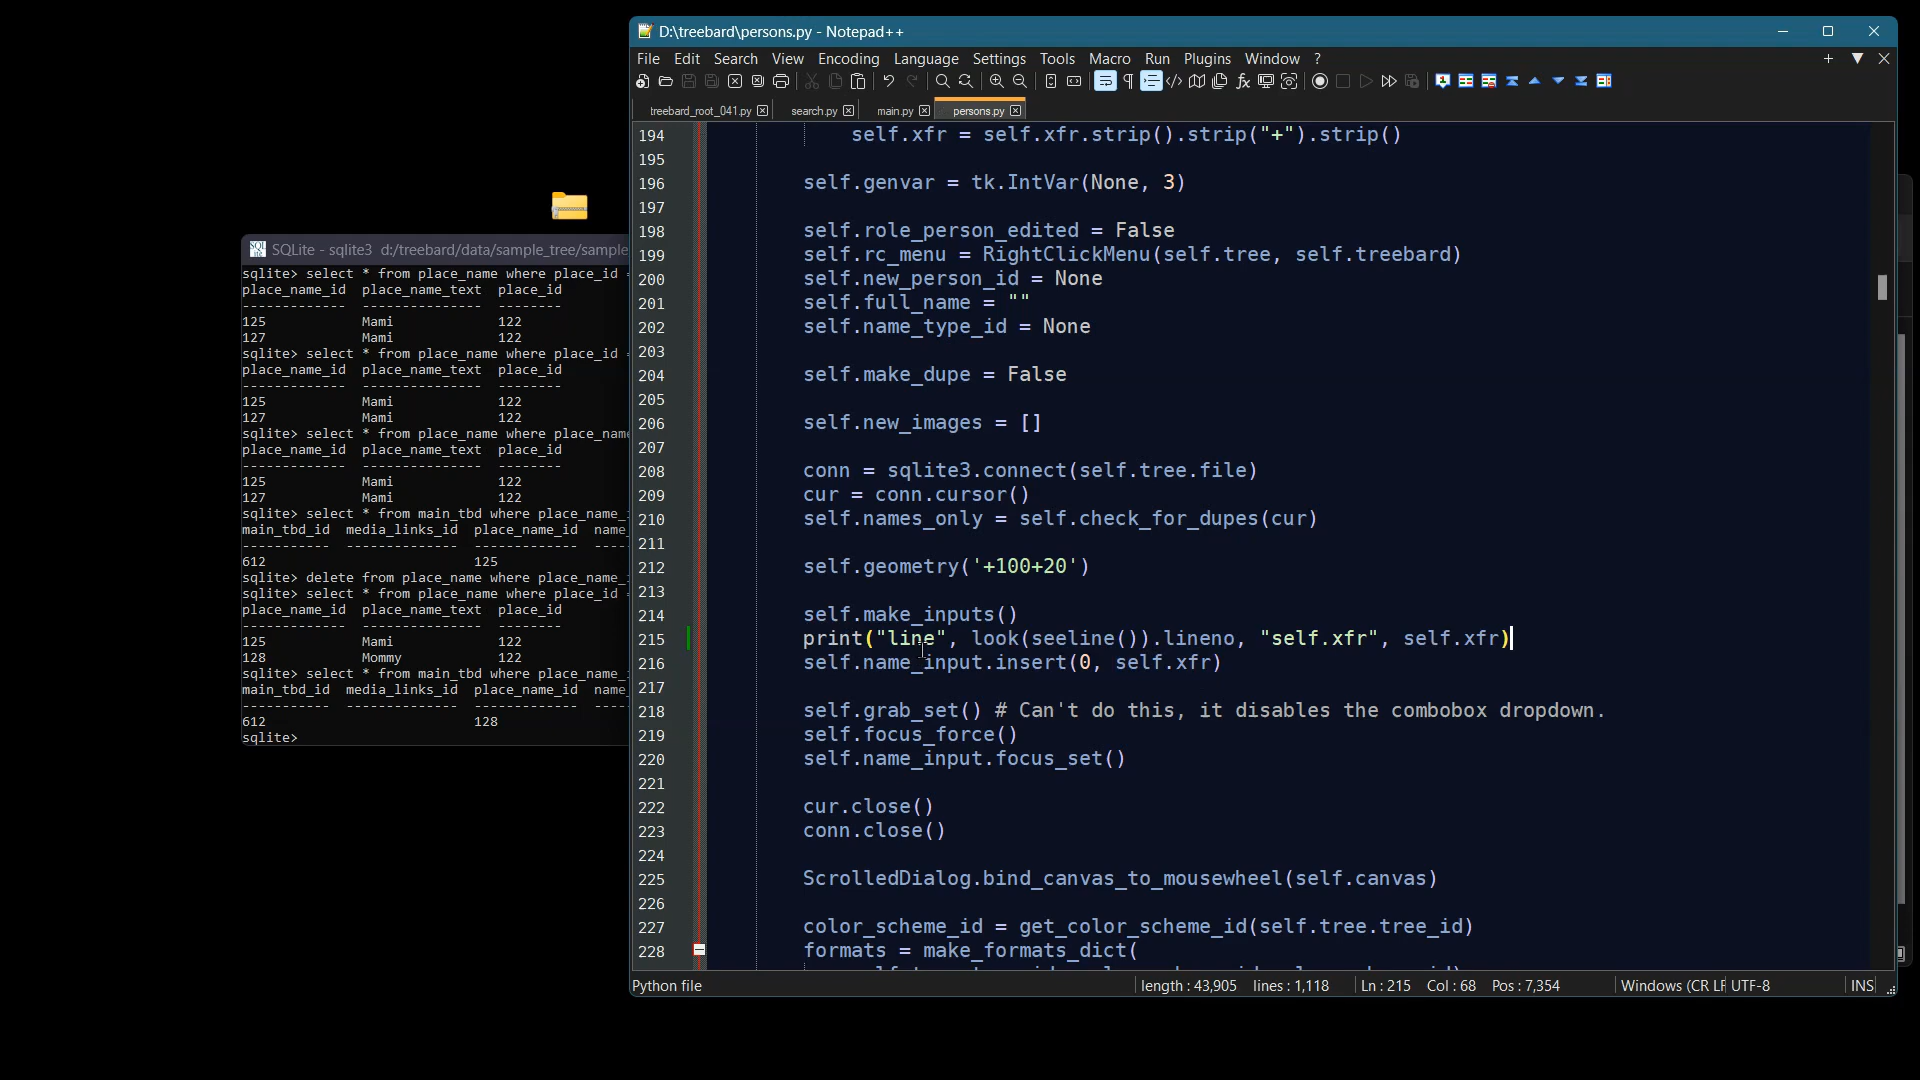 SQLite - sqlite3 d:/treebard/data/sample_tree/sample
sqlite> select * from place_name where place_id =
place_name_id place_name_text place_id
------------- --------------- --------
125 Mami 122
127 Mami 122
sqlite> select * from place_name where place_id =
place_name_id place_name_text place_id
------------- --------------- --------
125 Mami 122
127 Mami 122
sqlite> select * from place_name where place_name
place_name_id place_name_text place_id
------------- --------------- --------
125 Mami 122
127 Mami 122
sqlite> select * from main_tbd where place_name_
main_tbd_id media_links_id place_name_id name_
----------- -------------- ------------- -----
612 125
sqlite> delete from place_name where place_name_
sqlite> select * from place_name where place_id =
place_name_id place_name_text place_id
------------- --------------- --------
125 Mami 122
128 Mommy 122
sqlite> select * from main_tbd where place_name_
main_tbd_id media_links_id place_name_id name_
----------- -------------- ------------- -----
612 128
sqlite>
D:\treebard\persons.py - Notepad++
File Edit Search View Encoding Language Settings Tools Macro Run Plugins Window ?
treebard_root_041.py search.py main.py persons.py
194 self.xfr = self.xfr.strip().strip("+").strip()
195
196 self.genvar = tk.IntVar(None, 3)
197
198 self.role_person_edited = False
199 self.rc_menu = RightClickMenu(self.tree, self.treebard)
200 self.new_person_id = None
201 self.full_name = ""
202 self.name_type_id = None
203
204 self.make_dupe = False
205
206 self.new_images = []
207
208 conn = sqlite3.connect(self.tree.file)
209 cur = conn.cursor()
210 self.names_only = self.check_for_dupes(cur)
211
212 self.geometry('+100+20')
213
214 self.make_inputs()
215 print("line", look(seeline()).lineno, "self.xfr", self.xfr)
216 self.name_input.insert(0, self.xfr)
217
218 self.grab_set() # Can't do this, it disables the combobox dropdown.
219 self.focus_force()
220 self.name_input.focus_set()
221
222 cur.close()
223 conn.close()
224
225 ScrolledDialog.bind_canvas_to_mousewheel(self.canvas)
226
227 color_scheme_id = get_color_scheme_id(self.tree.tree_id)
228 formats = make_formats_dict(
Python file length : 43,905 lines : 1,118 Ln : 215 Col : 68 Pos : 7,354 Windows (CR LF UTF-8 INS